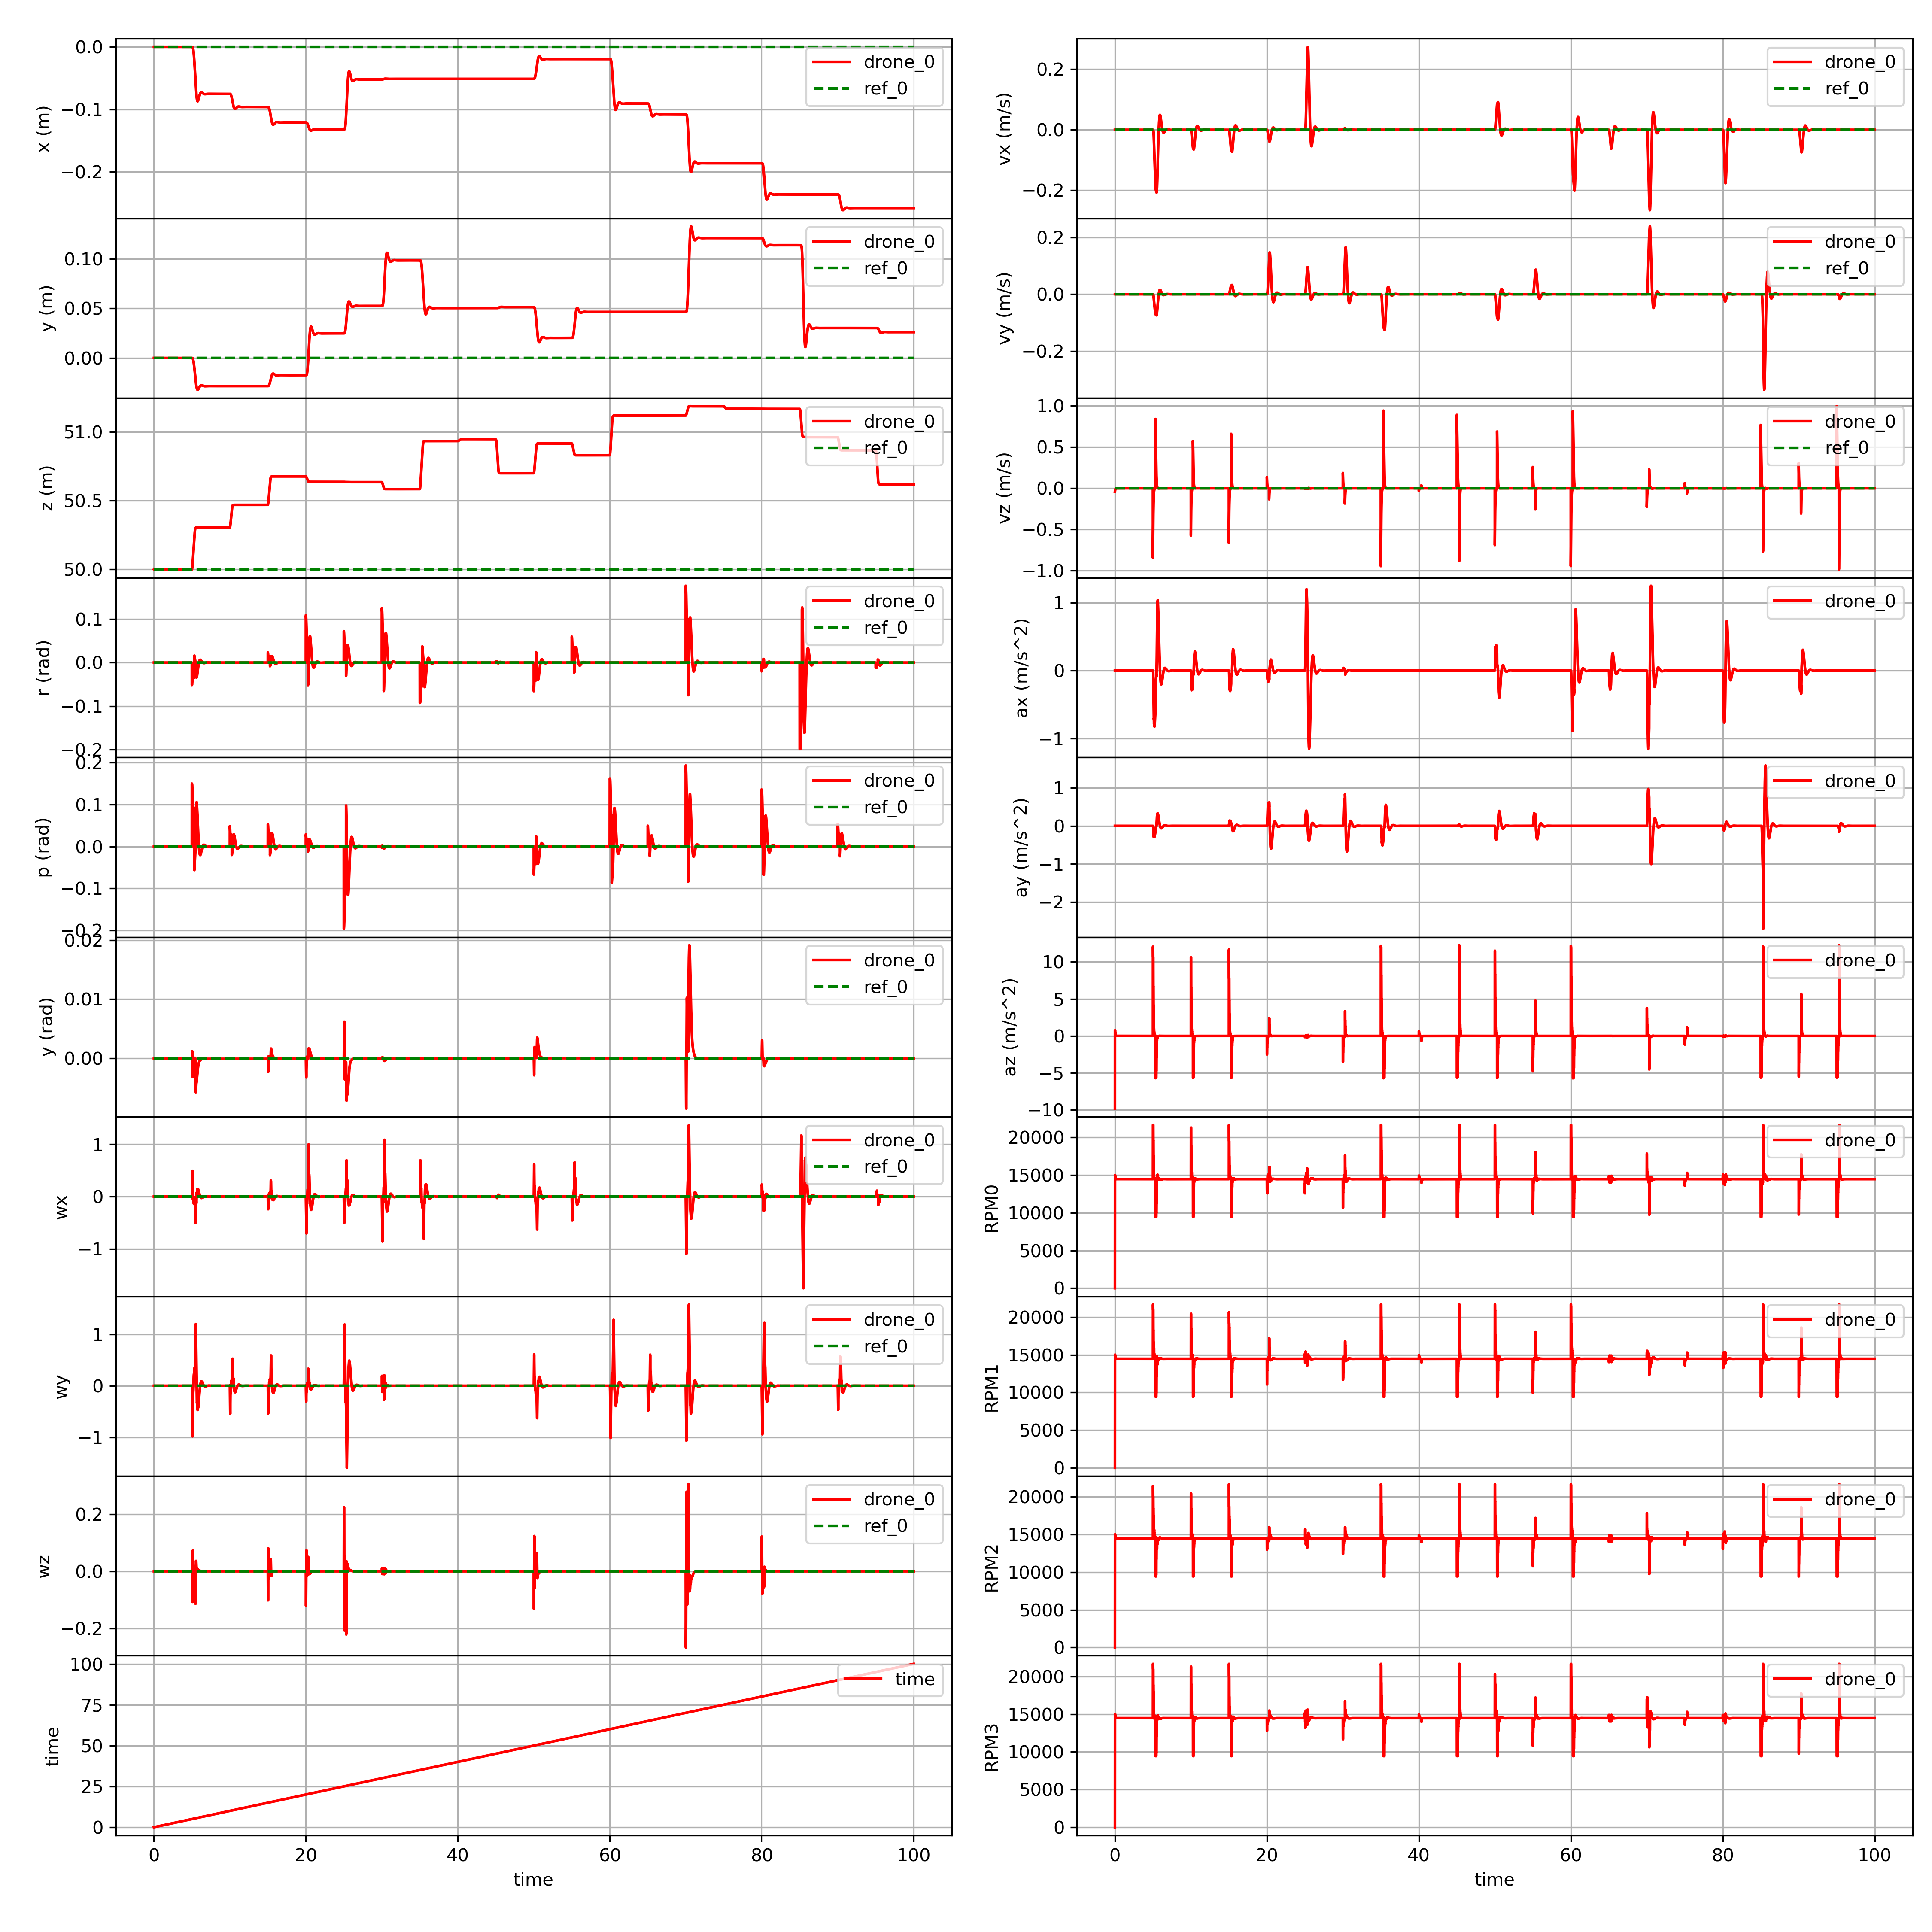 0.0
−0.1
−0.2
x (m)
drone_0
ref_0
0.10
0.05
0.00
y (m)
drone_0
ref_0
51.0
50.5
50.0
z (m)
drone_0
ref_0
0.1
0.0
−0.1
−0.2
r (rad)
drone_0
ref_0
0.2
0.1
0.0
−0.1
−0.2
p (rad)
drone_0
ref_0
0.02
0.01
0.00
y (rad)
drone_0
ref_0
1
0
−1
wx
drone_0
ref_0
1
0
−1
wy
drone_0
ref_0
0.2
0.0
−0.2
wz
drone_0
ref_0
100
75
50
25
0
time
time
0 20 40 60 80 100
time
0.2
0.0
−0.2
vx (m/s)
drone_0
ref_0
0.2
0.0
−0.2
vy (m/s)
drone_0
ref_0
1.0
0.5
0.0
−0.5
−1.0
vz (m/s)
drone_0
ref_0
1
0
−1
ax (m/s^2)
drone_0
1
0
−1
−2
ay (m/s^2)
drone_0
10
5
0
−5
−10
az (m/s^2)
drone_0
20000
15000
10000
5000
0
RPM0
drone_0
20000
15000
10000
5000
0
RPM1
drone_0
20000
15000
10000
5000
0
RPM2
drone_0
20000
15000
10000
5000
0
RPM3
drone_0
0 20 40 60 80 100
time